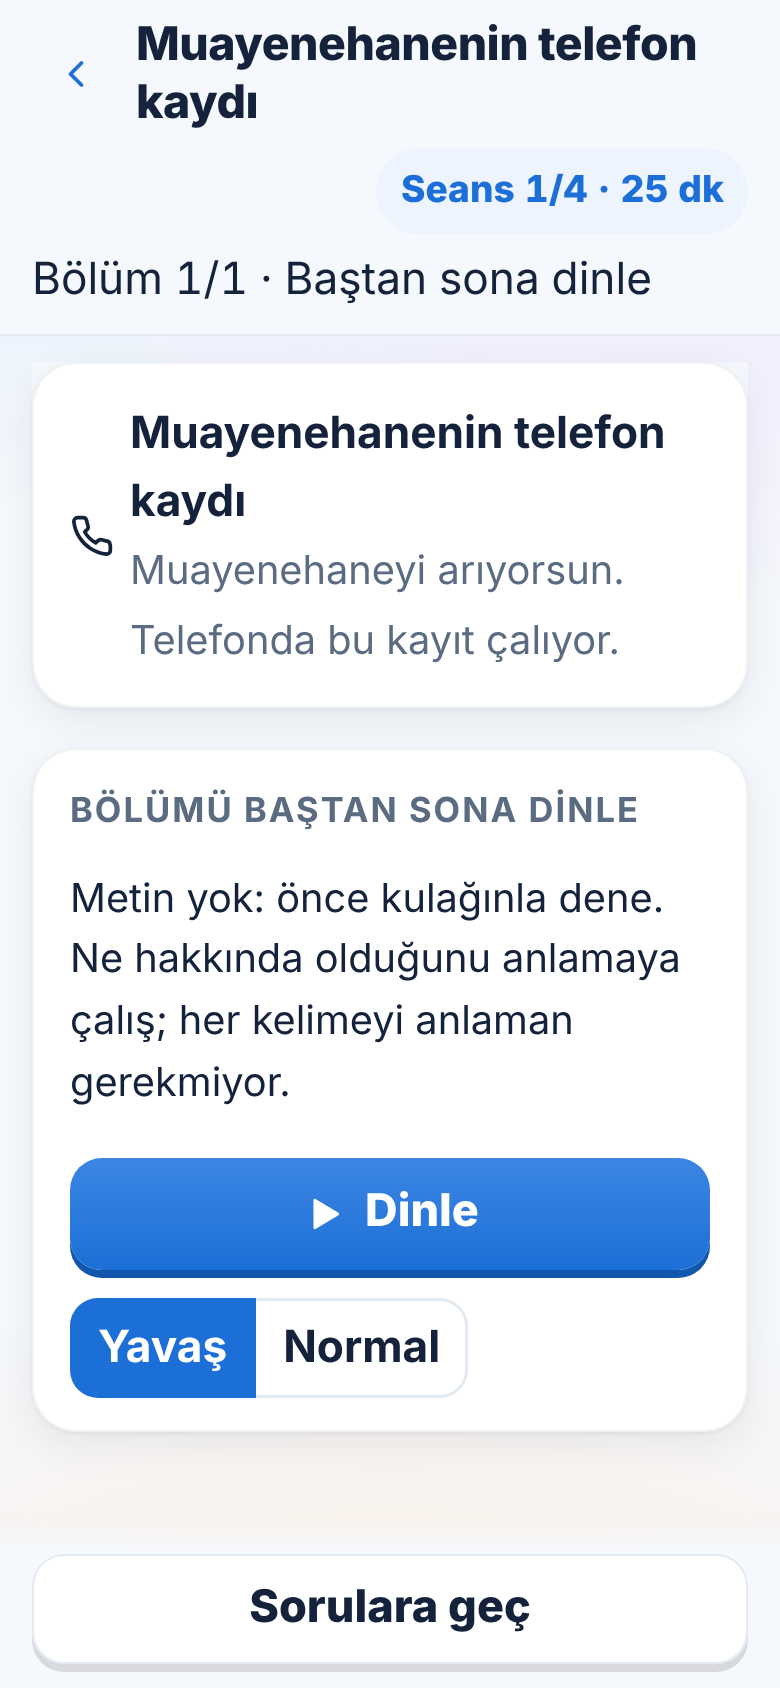 Muayenehanenin telefon
kaydı
Seans 1/4 · 25 dk
Bölüm 1/1 · Baştan sona dinle
Muayenehanenin telefon
kaydı
Muayenehaneyi arıyorsun.
Telefonda bu kayıt çalıyor.
BÖLÜMÜ BAŞTAN SONA DİNLE
Metin yok: önce kulağınla dene.
Ne hakkında olduğunu anlamaya
çalış; her kelimeyi anlaman
gerekmiyor.
Dinle
Yavaş Normal
Sorulara geç